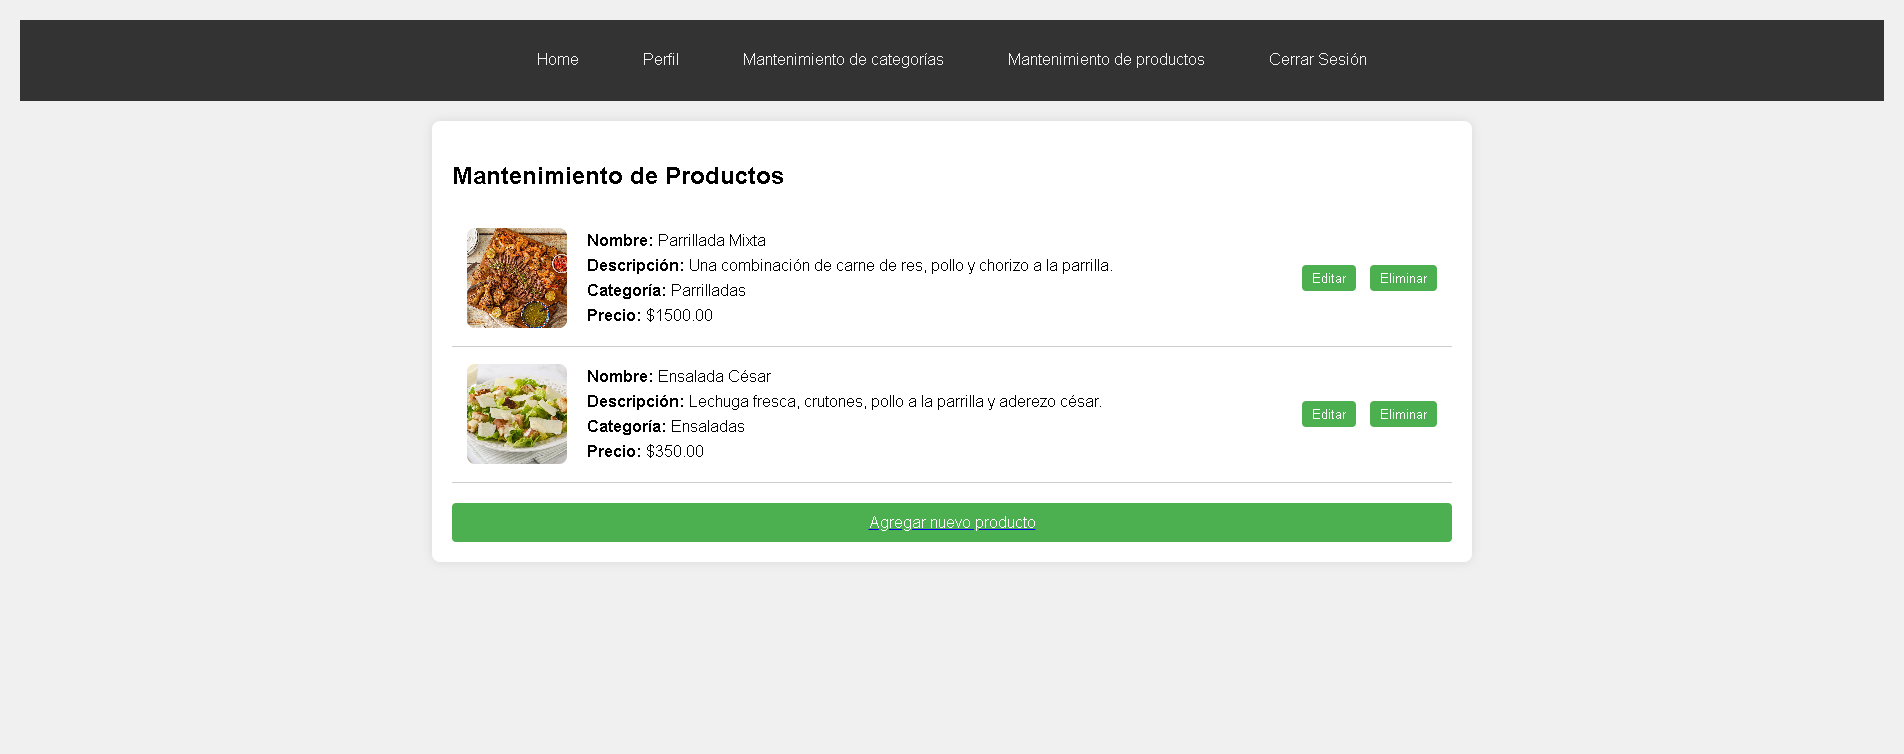 Home Perfil Mantenimiento de categorías Mantenimiento de productos Cerrar Sesión
Mantenimiento de Productos
Nombre: Parrillada Mixta
Descripción: Una combinación de carne de res, pollo y chorizo a la parrilla.
Categoría: Parrilladas
Precio: $1500.00
Editar Eliminar
Nombre: Ensalada César
Descripción: Lechuga fresca, crutones, pollo a la parrilla y aderezo césar.
Categoría: Ensaladas
Precio: $350.00
Editar Eliminar
Agregar nuevo producto